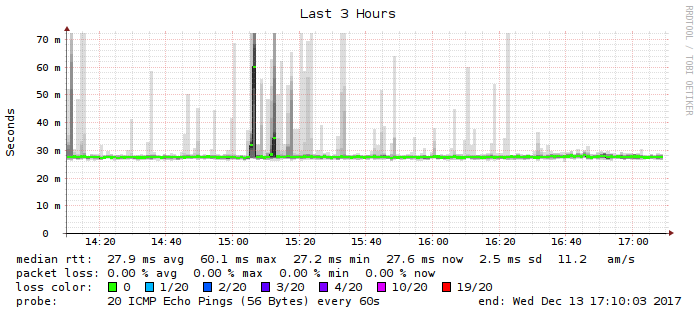 Last 3 Hours
RRDTOOL / TOBI OETIKER
Seconds
70 m
60 m
50 m
40 m
30 m
20 m
10 m
0
14:20 14:40 15:00 15:20 15:40 16:00 16:20 16:40 17:00
median rtt: 27.9 ms avg 60.1 ms max 27.2 ms min 27.6 ms now 2.5 ms sd 11.2 am/s
packet loss: 0.00 % avg 0.00 % max 0.00 % min 0.00 % now
loss color: 0 1/20 2/20 3/20 4/20 10/20 19/20
probe: 20 ICMP Echo Pings (56 Bytes) every 60s end: Wed Dec 13 17:10:03 2017